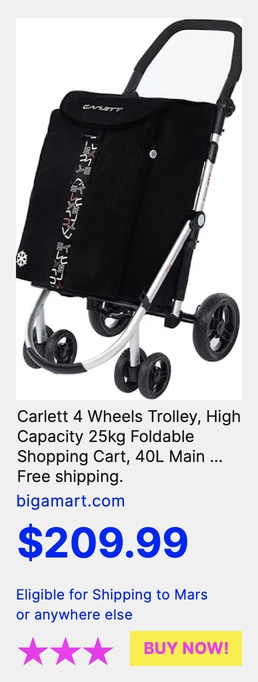 CARLETT
Carlett 4 Wheels Trolley, High
Capacity 25kg Foldable
Shopping Cart, 40L Main ...
Free shipping.
bigamart.com
$209.99
Eligible for Shipping to Mars
or anywhere else
BUY NOW!